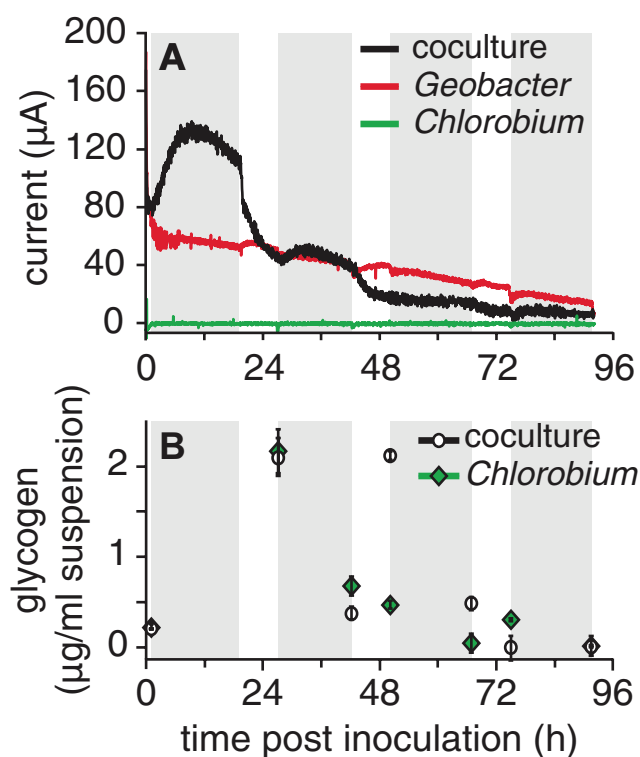 200
160
120
80
40
0
current (µA)
A
coculture
Geobacter
Chlorobium
0 24 48 72 96
2
1
0
glycogen
(µg/ml suspension)
B
coculture
Chlorobium
0 24 48 72 96
time post inoculation (h)